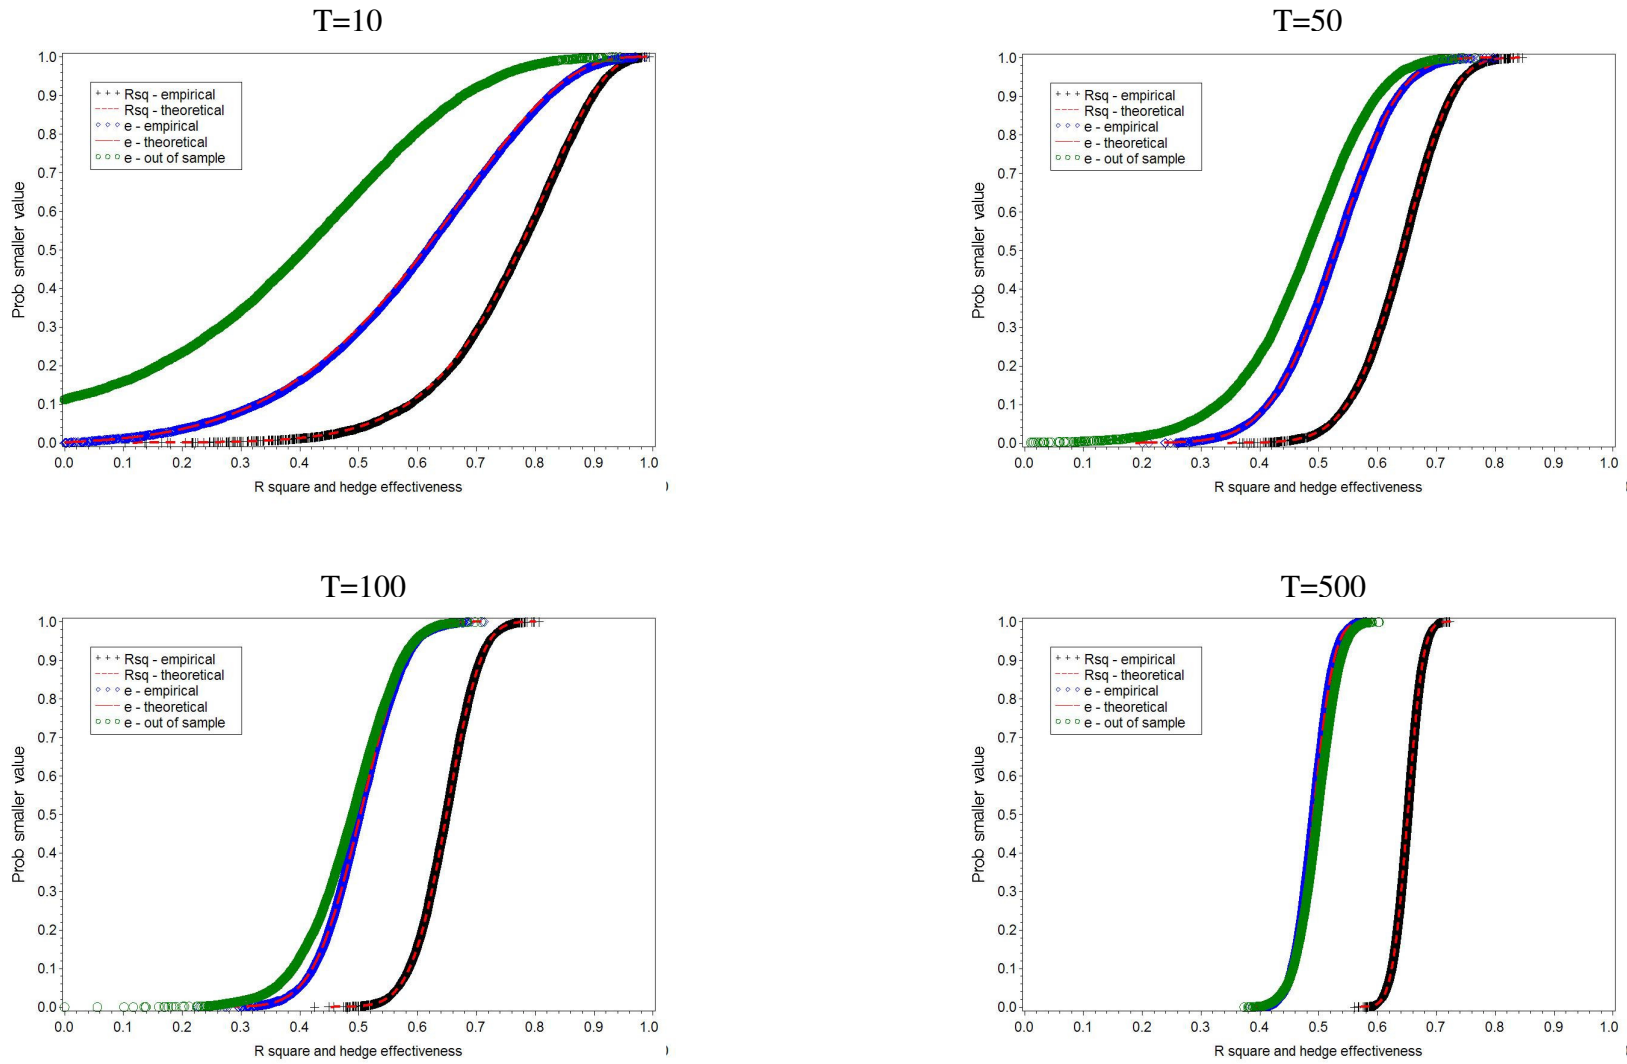 T=10
1.0
0.9
0.8
0.7
0.6
0.5
0.4
0.3
0.2
0.1
0.0
Prob smaller value
+ + + Rsq - empirical
Rsq - theoretical
e - empirical
e - theoretical
e - out of sample
0.0 0.1 0.2 0.3 0.4 0.5 0.6 0.7 0.8 0.9 1.0
R square and hedge effectiveness
T=50
1.0
0.9
0.8
0.7
0.6
0.5
0.4
0.3
0.2
0.1
0.0
Prob smaller value
+ + + Rsq - empirical
Rsq - theoretical
e - empirical
e - theoretical
e - out of sample
0.0 0.1 0.2 0.3 0.4 0.5 0.6 0.7 0.8 0.9 1.0
R square and hedge effectiveness
T=100
1.0
0.9
0.8
0.7
0.6
0.5
0.4
0.3
0.2
0.1
0.0
Prob smaller value
+ + + Rsq - empirical
Rsq - theoretical
e - empirical
e - theoretical
e - out of sample
0.0 0.1 0.2 0.3 0.4 0.5 0.6 0.7 0.8 0.9 1.0
R square and hedge effectiveness
T=500
1.0
0.9
0.8
0.7
0.6
0.5
0.4
0.3
0.2
0.1
0.0
Prob smaller value
+ + + Rsq - empirical
Rsq - theoretical
e - empirical
e - theoretical
e - out of sample
0.0 0.1 0.2 0.3 0.4 0.5 0.6 0.7 0.8 0.9 1.0
R square and hedge effectiveness